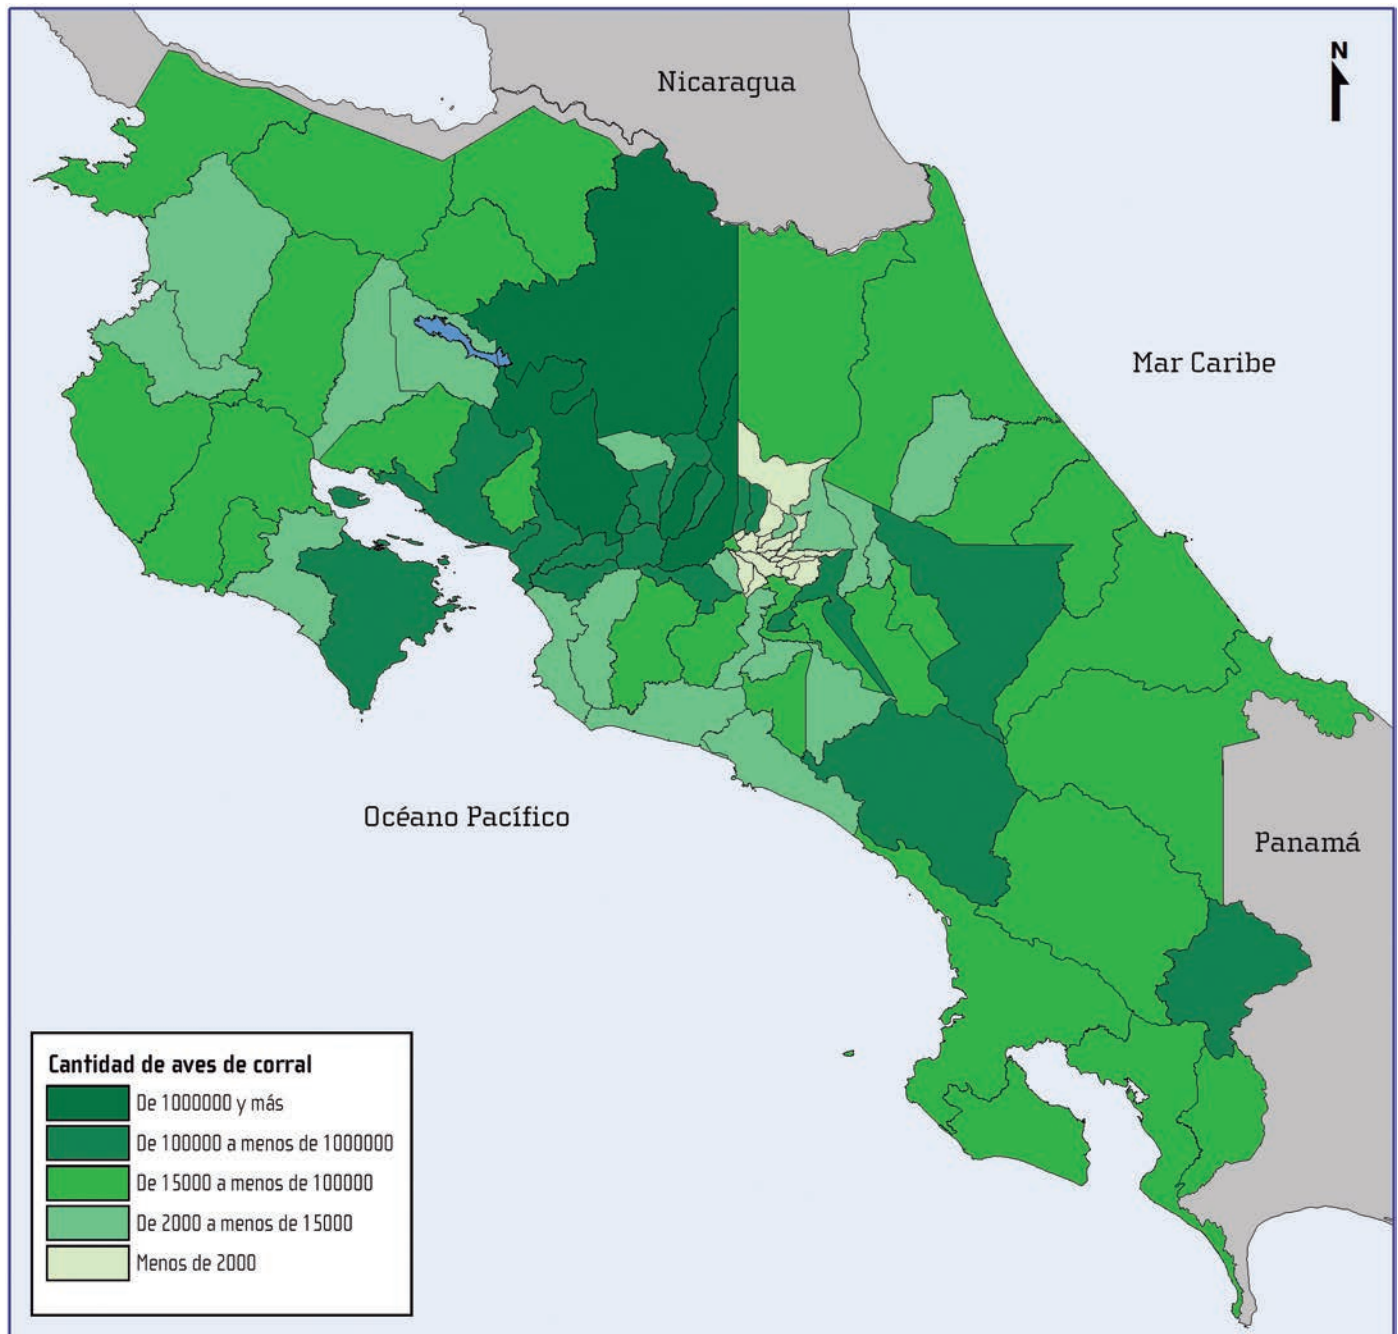 N
Nicaragua
Mar Caribe
Océano Pacífico
Panamá
Cantidad de aves de corral
De 1000000 y más
De 100000 a menos de 1000000
De 15000 a menos de 100000
De 2000 a menos de 15000
Menos de 2000